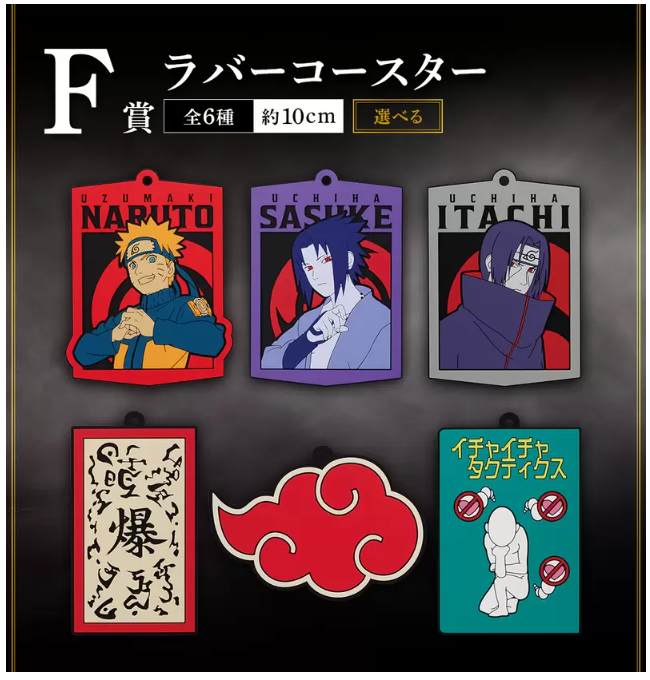 F賞
ラバーコースター
全6種 約10cm 選べる
UZUMAKI
NARUTO
UCHIHA
SASUKE
UCHIHA
ITACHI
爆
イチャイチャ
タクティクス